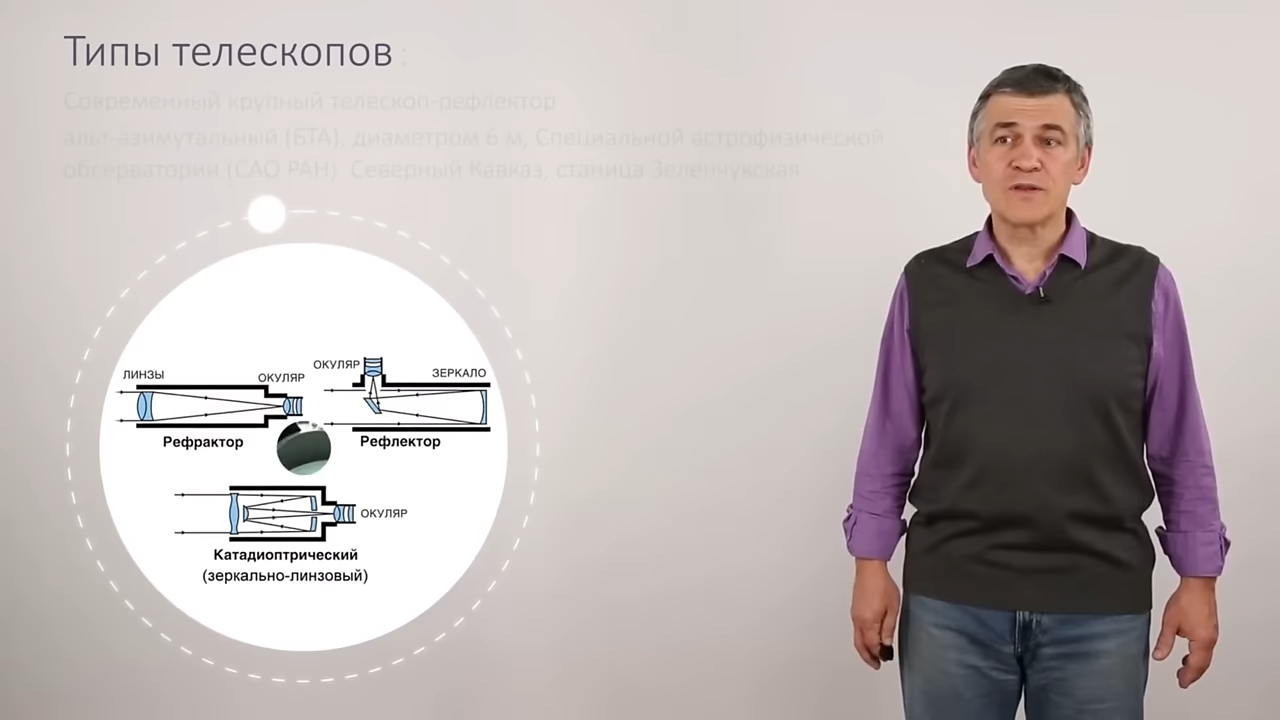 Типы телескопов :
Современный крупный телескоп-рефлектор
альт-азимутальный (БТА), диаметром 6 м, Специальной астрофизической
обсерватории (САО РАН) Северный Кавказ, станица Зеленчукская
ЛИНЗЫ
ОКУЛЯР
Рефрактор
ОКУЛЯР
ЗЕРКАЛО
Рефлектор
ОКУЛЯР
Катадиоптрический
(зеркально-линзовый)